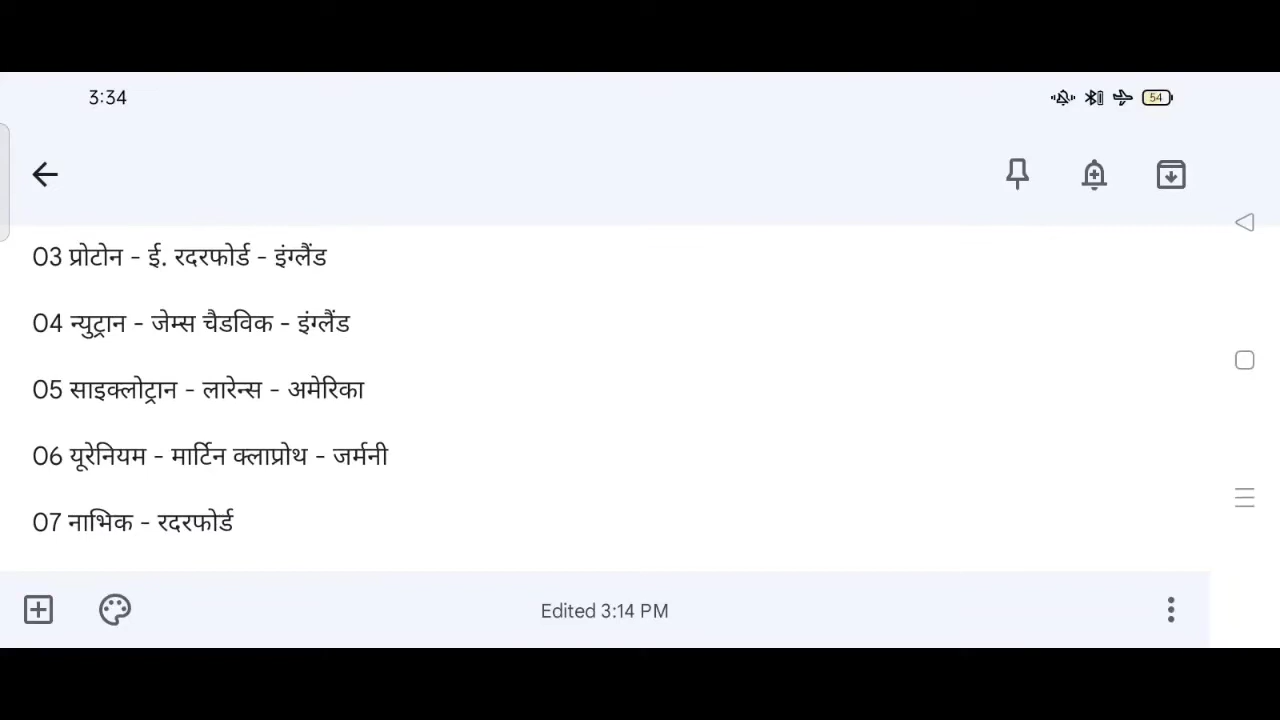 3:34
54
03 प्रोटोन - ई. रदरफोर्ड - इंग्लैंड
04 न्युट्रान - जेम्स चैडविक - इंग्लैंड
05 साइक्लोट्रान - लारेन्स - अमेरिका
06 यूरेनियम - मार्टिन क्लाप्रोथ - जर्मनी
07 नाभिक - रदरफोर्ड
Edited 3:14 PM